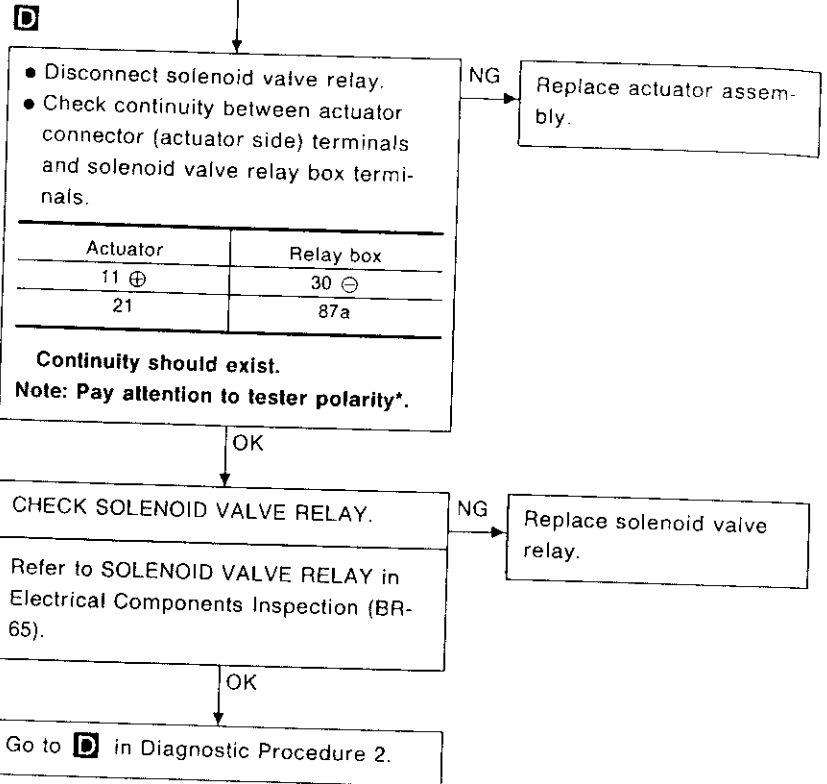 D
● Disconnect solenoid valve relay.
● Check continuity between actuator
connector (actuator side) terminals
and solenoid valve relay box termi-
nals.
Actuator Relay box
11 ⊕ 30 ⊖
21 87a
Continuity should exist.
Note: Pay attention to tester polarity*.
NG
Replace actuator assem-
bly.
OK
CHECK SOLENOID VALVE RELAY.
Refer to SOLENOID VALVE RELAY in
Electrical Components Inspection (BR-
65).
NG
Replace solenoid valve
relay.
OK
Go to D in Diagnostic Procedure 2.